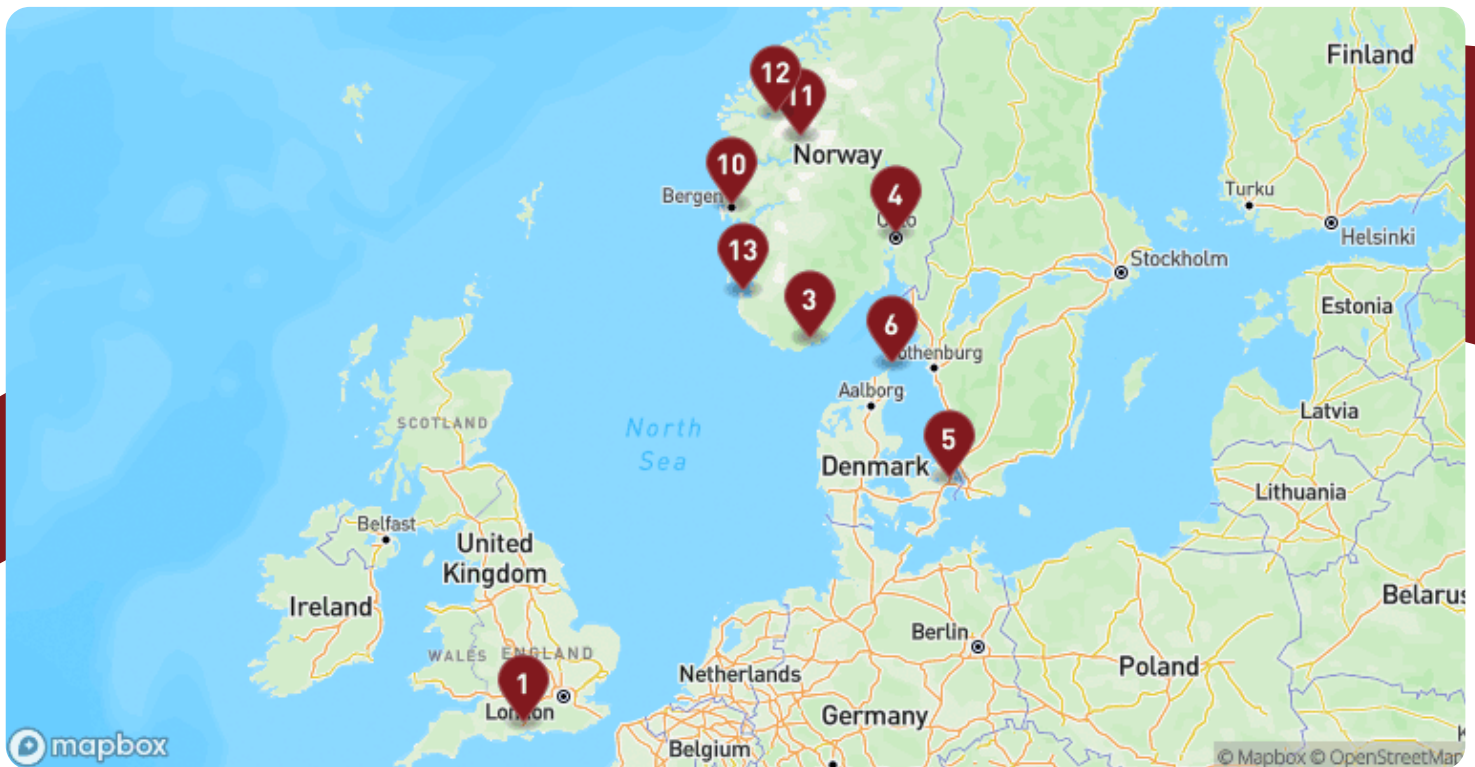 Finland
12
11
Norway
10
Bergen
4
Turku
Helsinki
13
Stockholm
3
Estonia
6
othenburg
Aalborg
SCOTLAND
North
Sea
5
Denmark
Latvia
Lithuania
Belfast
United
Kingdom
Ireland
Belarus
Berlin
WALES
ENGLAND
Poland
Netherlands
1
London
Germany
Belgium
mapbox
© Mapbox © OpenStreetMap